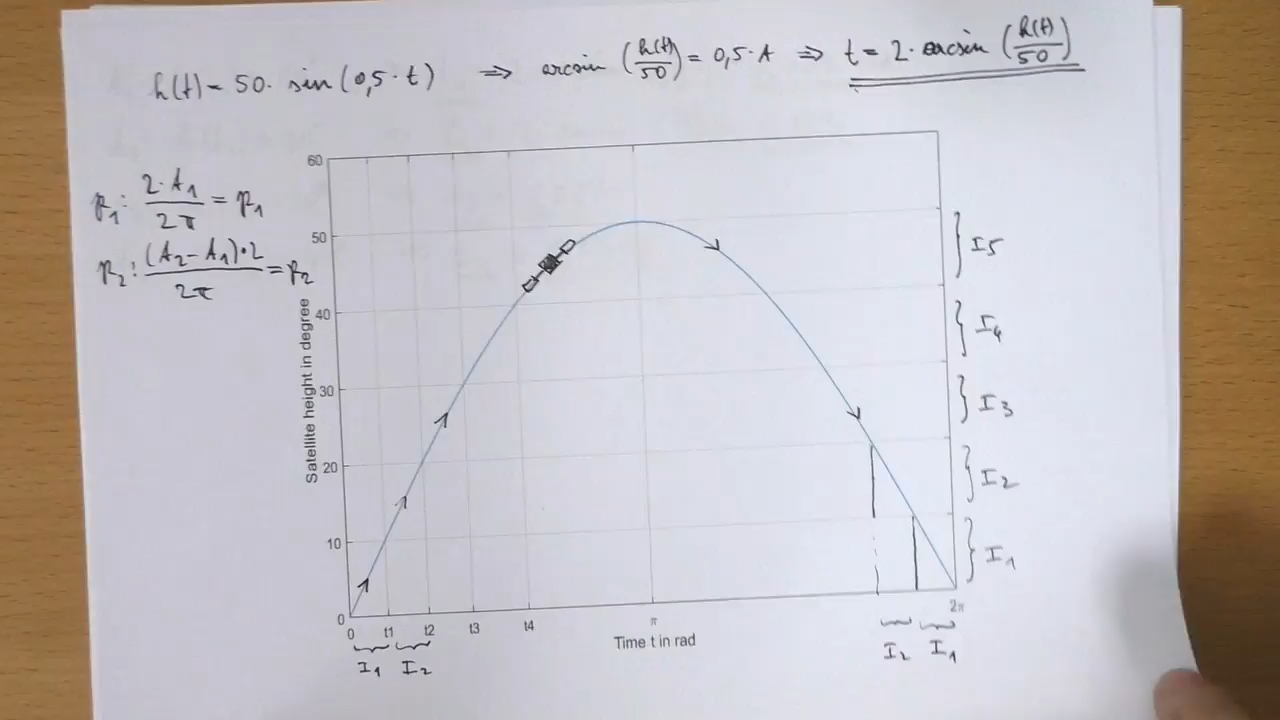 h(t) = 50 · sin(0,5 · t) ⇒ arcsin (h(t)/50) = 0,5 · t ⇒ t = 2 · arcsin (h(t)/50)
p₁: 2·t₁/2π = p₁
p₂: (t₂-t₁)·2/2π = p₂
60
50
40
30
20
10
0
Satellite height in degree
I₅
I₄
I₃
I₂
I₁
0 t1 t2 t3 t4 π 2π
Time t in rad
I₁ I₂ I₂ I₁